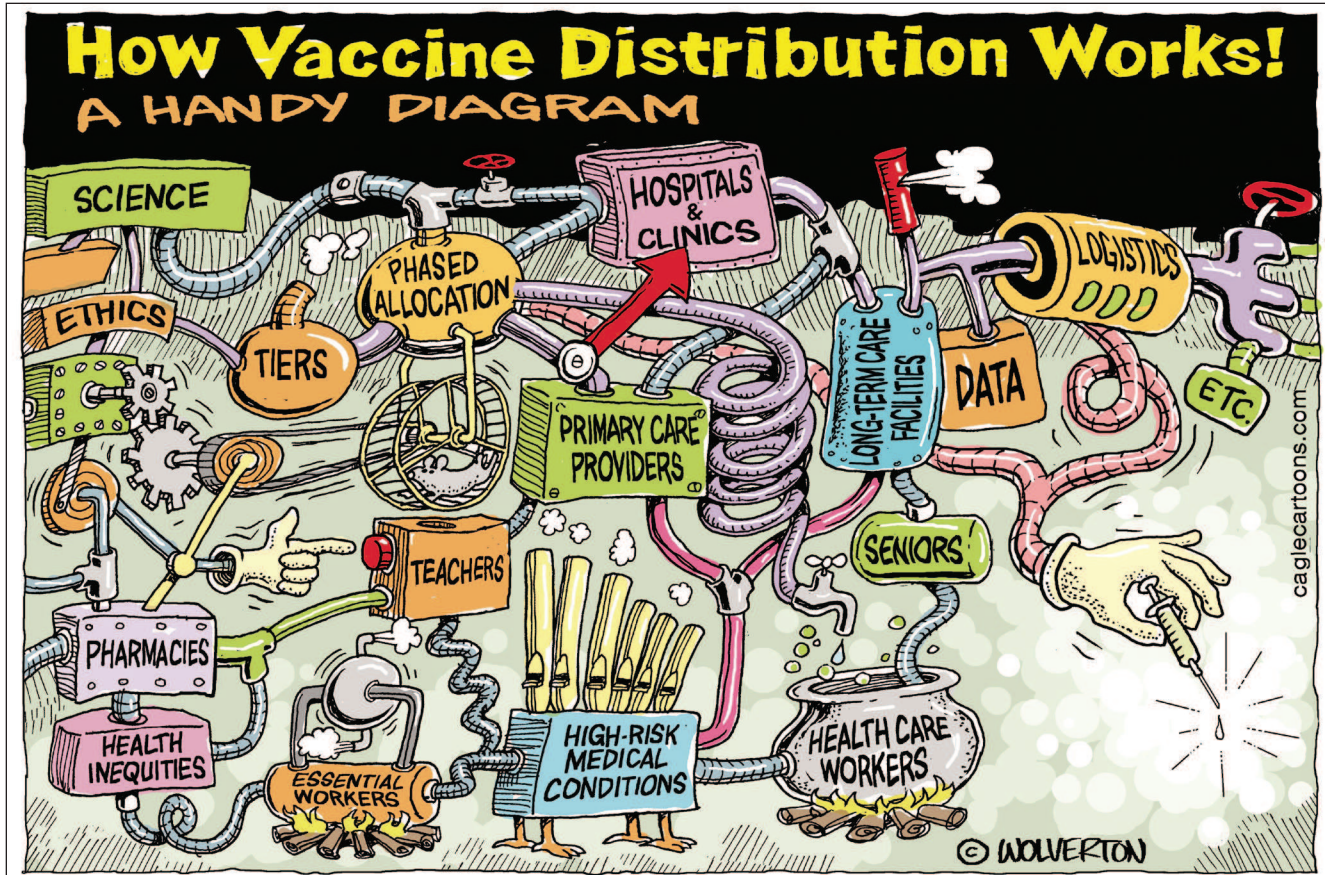 How Vaccine Distribution Works!
A HANDY DIAGRAM
SCIENCE
HOSPITALS
&
CLINICS
PHASED
ALLOCATION
LOGISTICS
ETHICS
TIERS
LONG-TERM CARE
FACILITIES
DATA
ETC.
PRIMARY CARE
PROVIDERS
TEACHERS
SENIORS
PHARMACIES
HEALTH
INEQUITIES
ESSENTIAL
WORKERS
HIGH-RISK
MEDICAL
CONDITIONS
HEALTH CARE
WORKERS
caglecartoons.com
© WOLVERTON